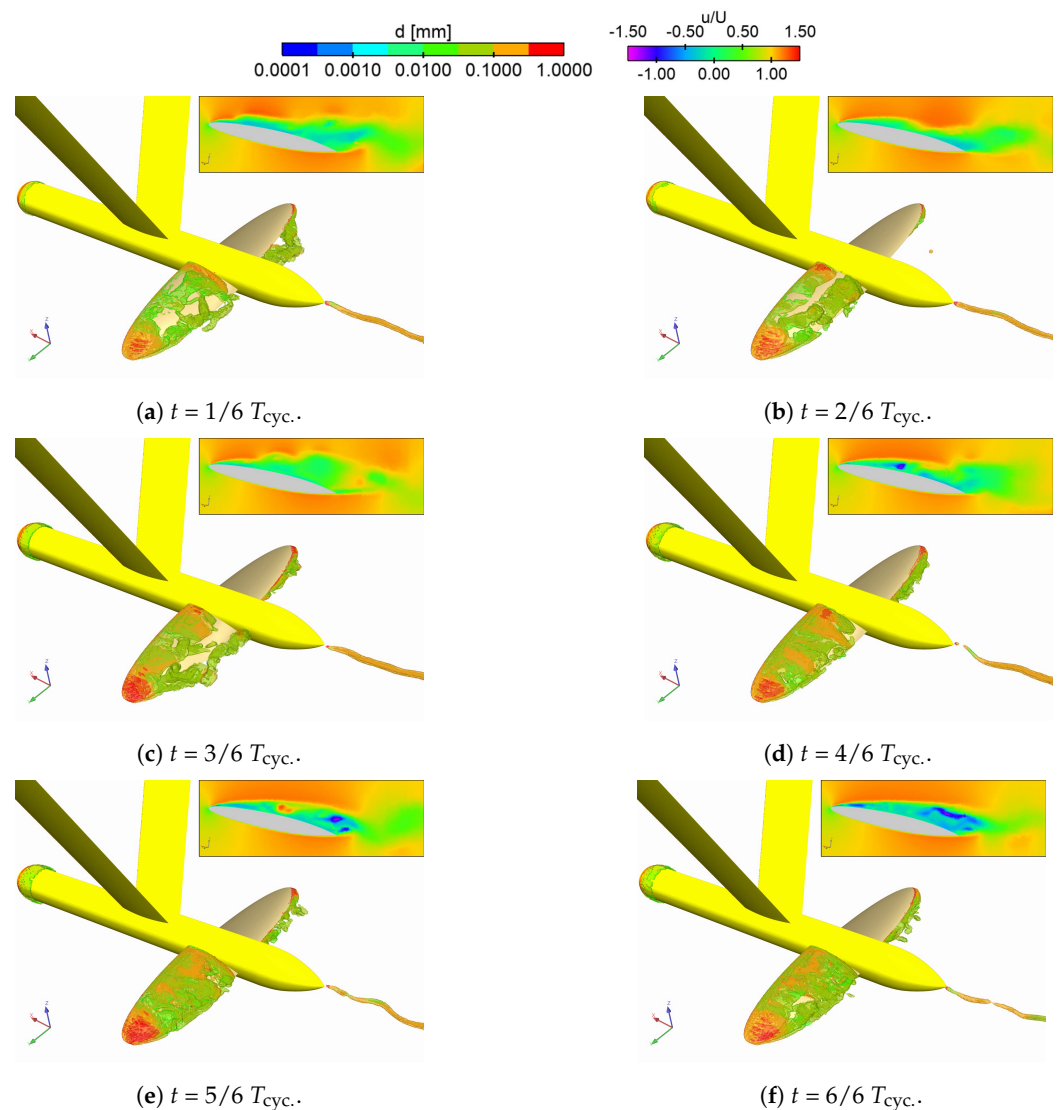 d [mm]
0.0001 0.0010 0.0100 0.1000 1.0000
u/U
-1.50 -0.50 0.50 1.50
-1.00 0.00 1.00
(a) t = 1/6 Tcyc..
(b) t = 2/6 Tcyc..
(c) t = 3/6 Tcyc..
(d) t = 4/6 Tcyc..
(e) t = 5/6 Tcyc..
(f) t = 6/6 Tcyc..